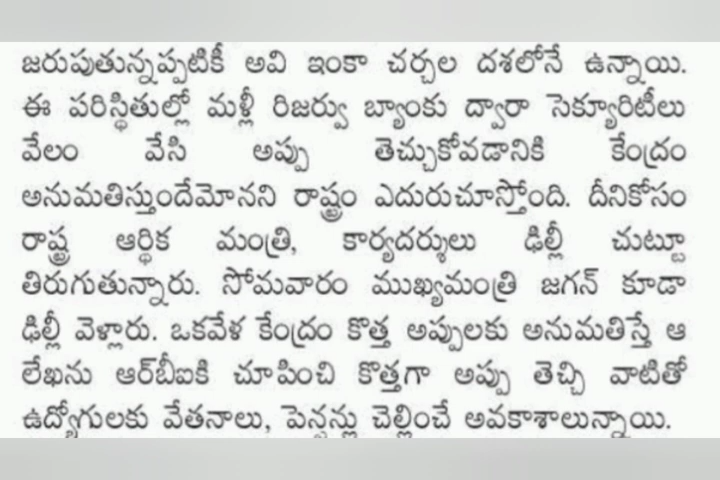 జరుపుతున్నప్పటికీ అవి ఇంకా చర్చల దశలోనే ఉన్నాయి.
ఈ పరిస్థితుల్లో మళ్లీ రిజర్వు బ్యాంకు ద్వారా సెక్యూరిటీలు
వేలం వేసి అప్పు తెచ్చుకోవడానికి కేంద్రం
అనుమతిస్తుందేమోనని రాష్ట్రం ఎదురుచూస్తోంది. దీనికోసం
రాష్ట్ర ఆర్థిక మంత్రి, కార్యదర్శులు ఢిల్లీ చుట్టూ
తిరుగుతున్నారు. సోమవారం ముఖ్యమంత్రి జగన్ కూడా
ఢిల్లీ వెళ్లారు. ఒకవేళ కేంద్రం కొత్త అప్పులకు అనుమతిస్తే ఆ
లేఖను ఆర్‌బీఐకి చూపించి కొత్తగా అప్పు తెచ్చి వాటితో
ఉద్యోగులకు వేతనాలు, పెన్షన్లు చెల్లించే అవకాశాలున్నాయి.